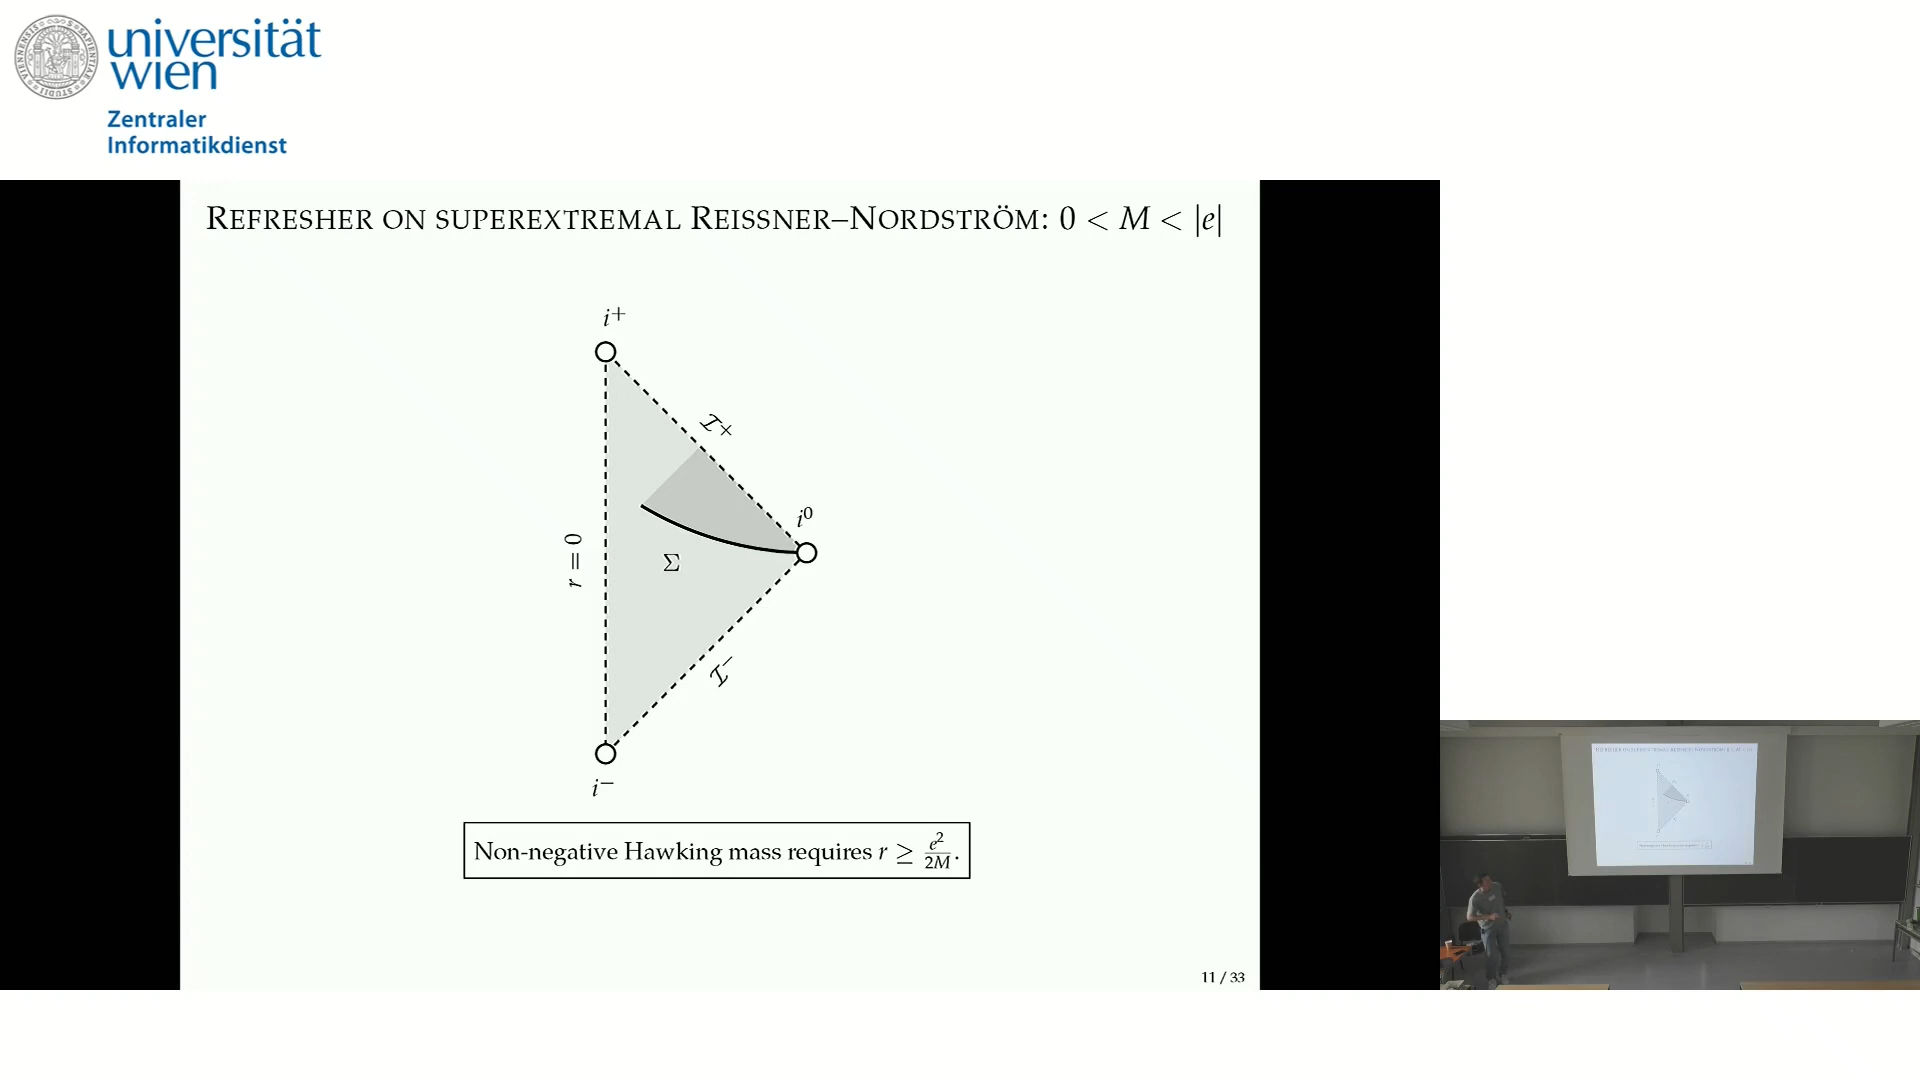 universität
wien
Zentraler
Informatikdienst
REFRESHER ON SUPEREXTREMAL REISSNER–NORDSTRÖM: 0 < M < |e|
i⁺
𝓘⁺
i⁰
r = 0
Σ
𝓘⁻
i⁻
Non-negative Hawking mass requires r ≥ e²/2M.
11 / 33